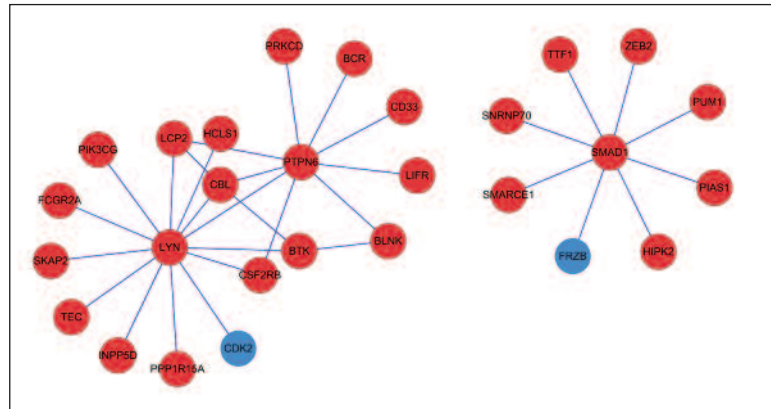 PRKCD
BCR
CD33
LCP2
HCLS1
PTPN6
PIK3CG
CBL
LIFR
FCGR2A
LYN
BTK
BLNK
SKAP2
CSF2RB
TEC
INPP5D
PPP1R15A
CDK2
TTF1
ZEB2
SNRNP70
PUM1
SMAD1
SMARCE1
PIAS1
FRZB
HIPK2